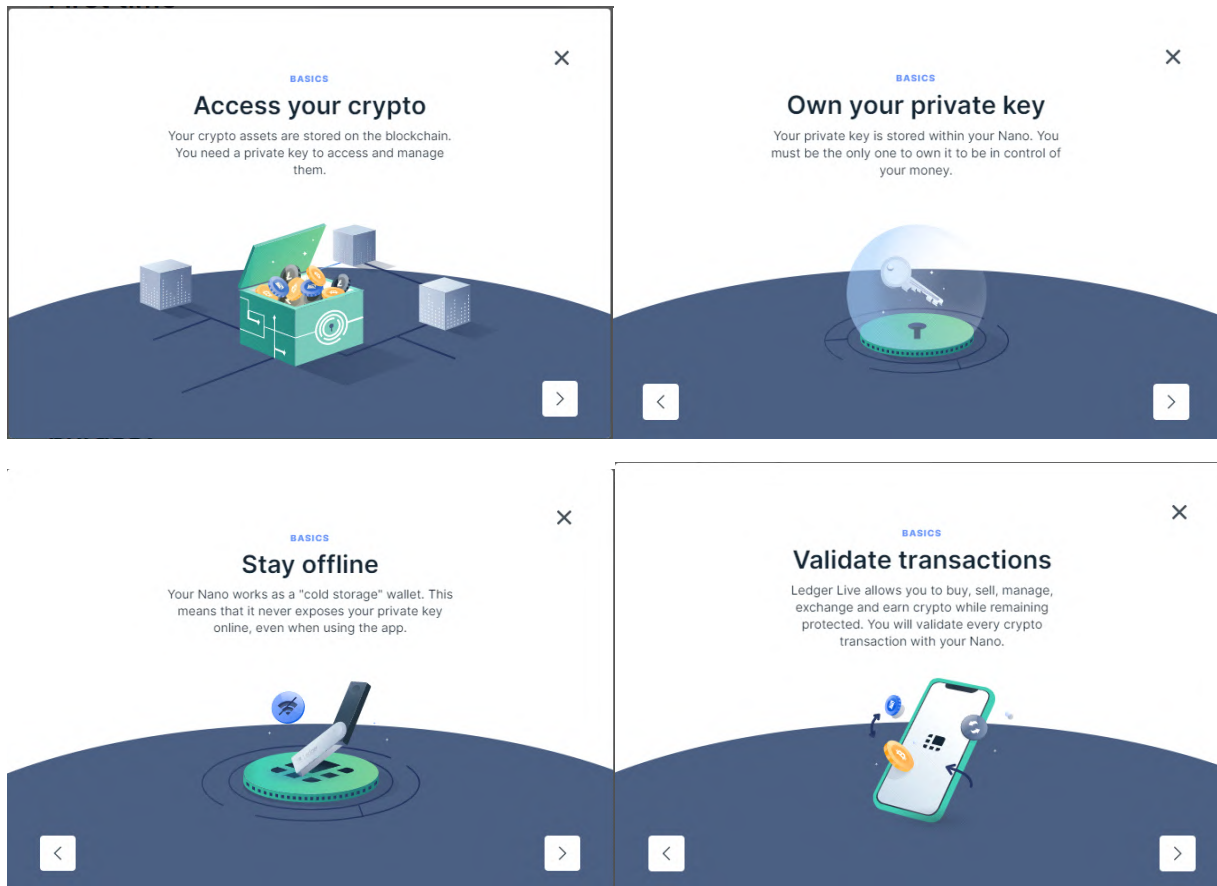 BASICS
Access your crypto
Your crypto assets are stored on the blockchain.
You need a private key to access and manage
them.
BASICS
Own your private key
Your private key is stored within your Nano. You
must be the only one to own it to be in control of
your money.
BASICS
Stay offline
Your Nano works as a "cold storage" wallet. This
means that it never exposes your private key
online, even when using the app.
BASICS
Validate transactions
Ledger Live allows you to buy, sell, manage,
exchange and earn crypto while remaining
protected. You will validate every crypto
transaction with your Nano.